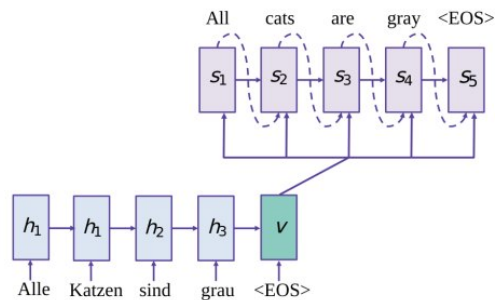 All cats are gray <EOS>
s1 s2 s3 s4 s5
h1 h1 h2 h3 v
Alle Katzen sind grau <EOS>